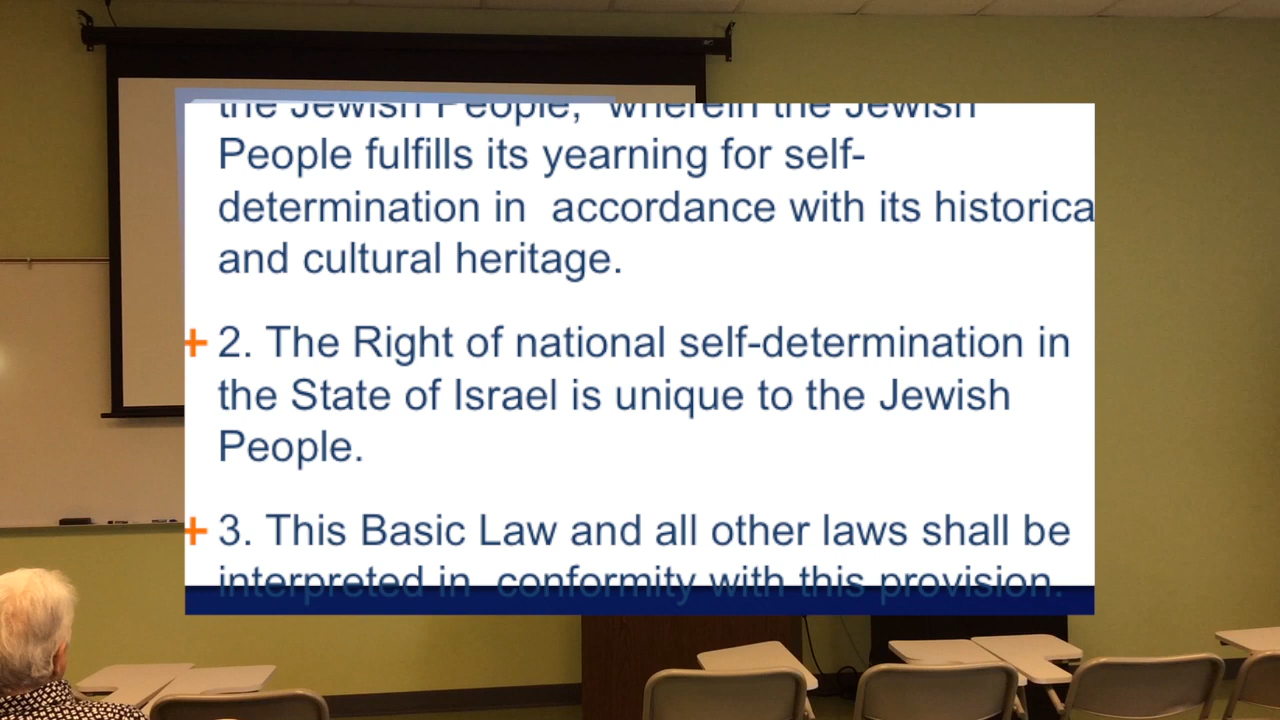 the Jewish People, wherein the Jewish
People fulfills its yearning for self-
determination in accordance with its historica
and cultural heritage.
+ 2. The Right of national self-determination in
the State of Israel is unique to the Jewish
People.
+ 3. This Basic Law and all other laws shall be
interpreted in conformity with this provision.